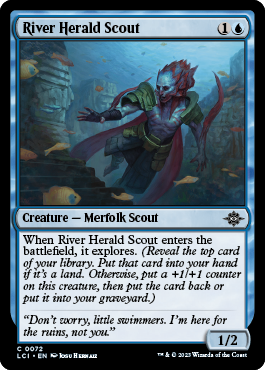 River Herald Scout 1
Creature — Merfolk Scout
When River Herald Scout enters the
battlefield, it explores. (Reveal the top card
of your library. Put that card into your hand
if it's a land. Otherwise, put a +1/+1 counter
on this creature, then put the card back or
put it into your graveyard.)
"Don't worry, little swimmers. I'm here for
the ruins, not you."
1/2
C 0072
LCI • EN Josu Hernaiz
™ & © 2023 Wizards of the Coast